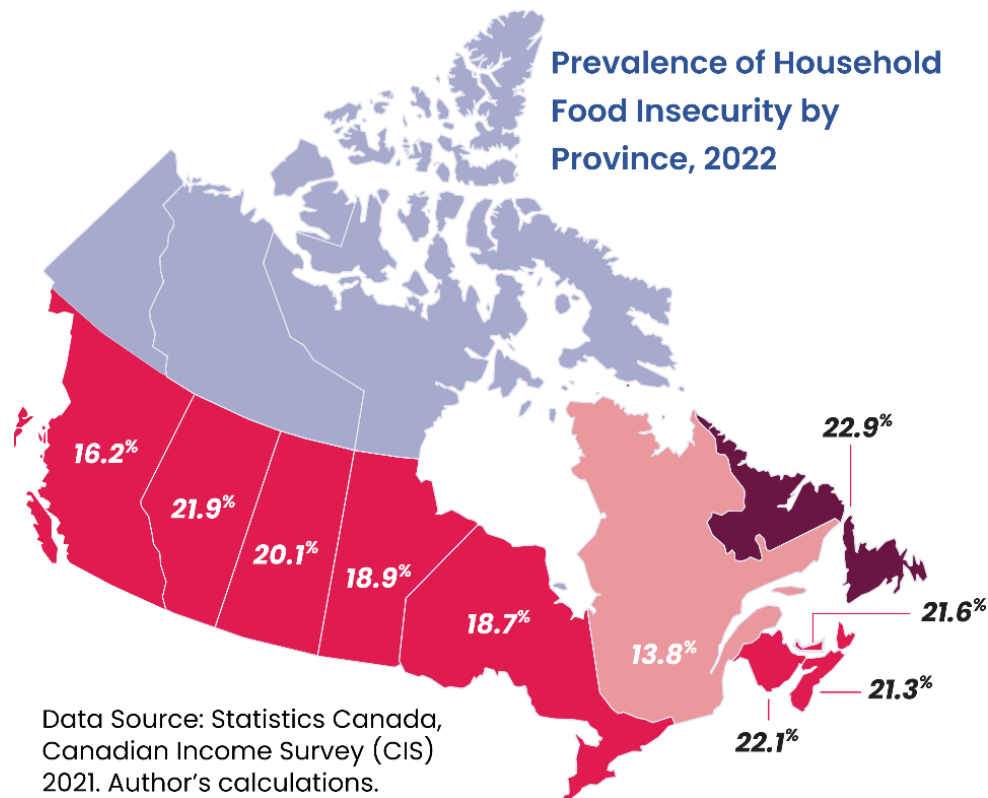 Prevalence of Household
Food Insecurity by
Province, 2022
22.9%
16.2%
21.9%
20.1%
18.9%
18.7%
13.8%
21.6%
21.3%
22.1%
Data Source: Statistics Canada,
Canadian Income Survey (CIS)
2021. Author’s calculations.